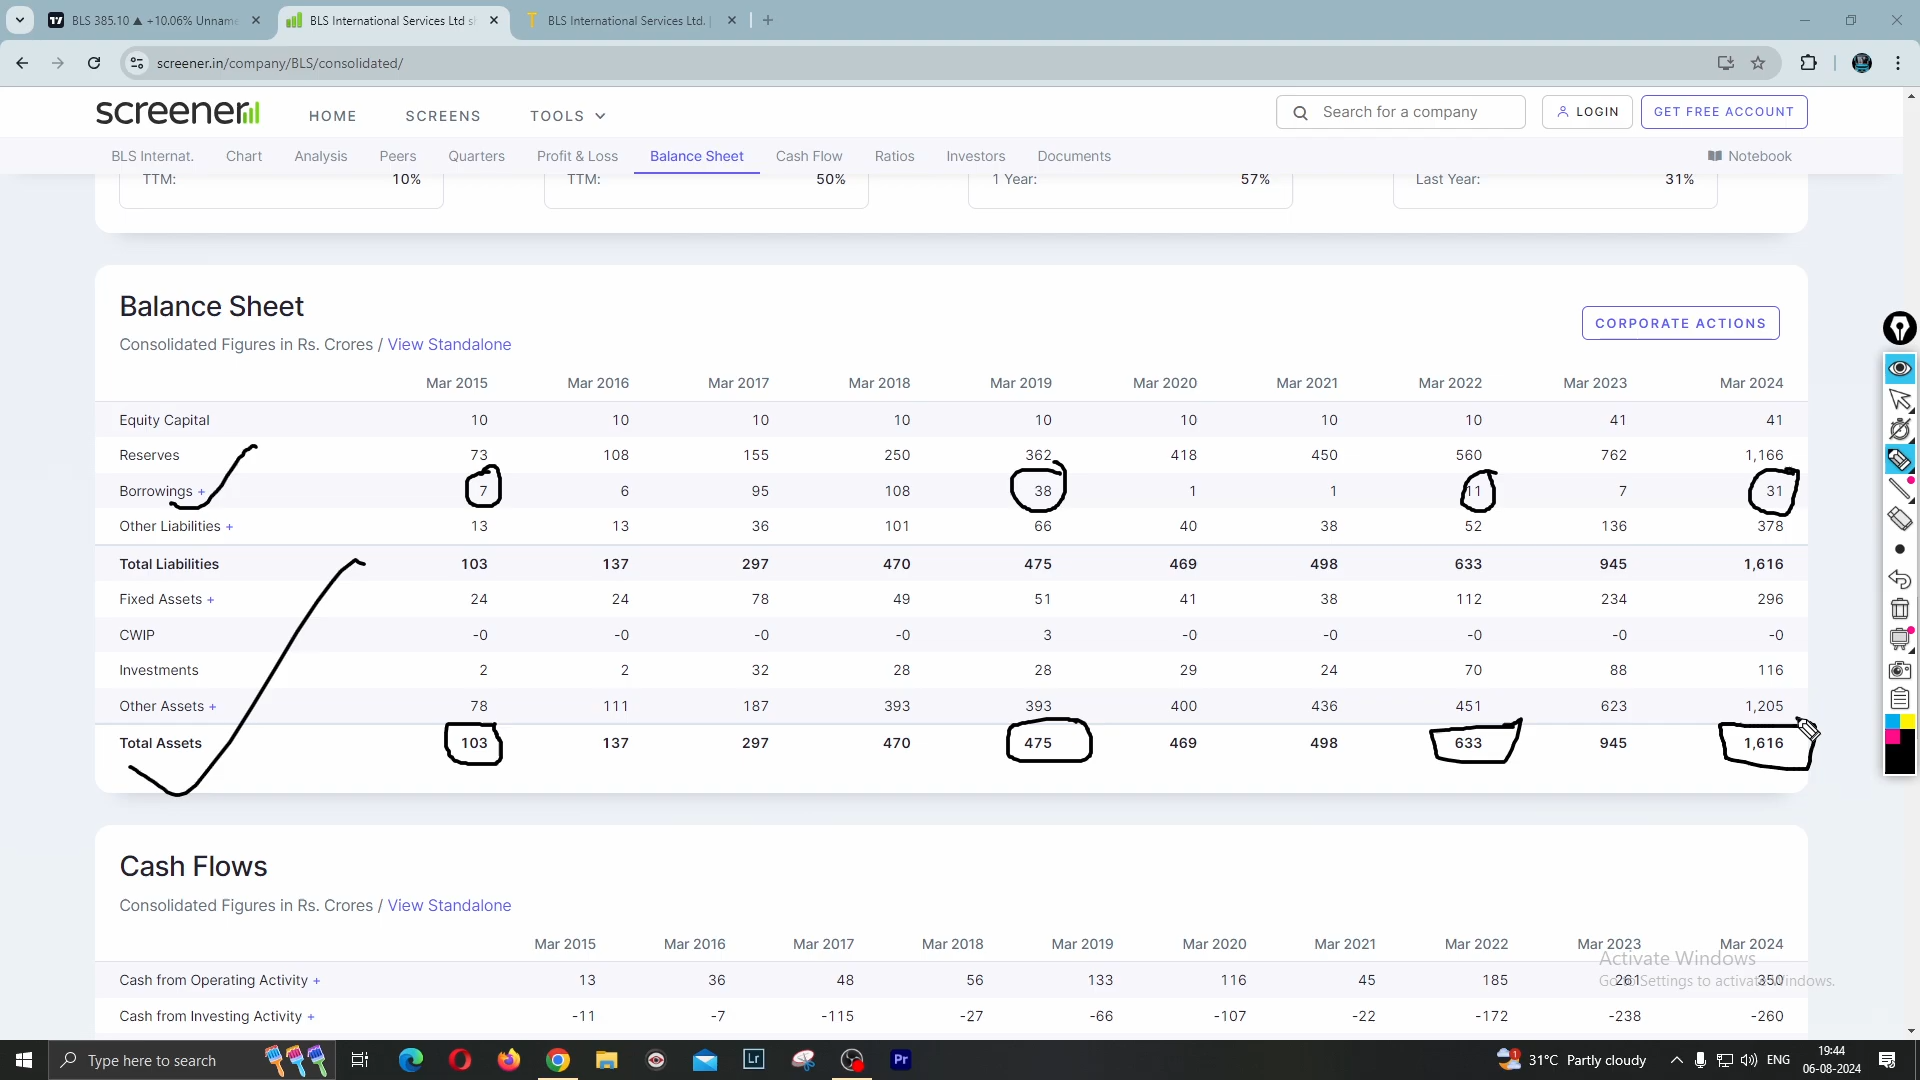 BLS 385.10 ▲ +10.06% Unname
BLS International Services Ltd sh
BLS International Services Ltd. |
screener.in/company/BLS/consolidated/
screener
HOME
SCREENS
TOOLS
Search for a company
LOGIN
GET FREE ACCOUNT
BLS Internat. Chart Analysis Peers Quarters Profit & Loss Balance Sheet Cash Flow Ratios Investors Documents Notebook
TTM: 10% TTM: 50% 1 Year: 57% Last Year: 31%
Balance Sheet
CORPORATE ACTIONS
Consolidated Figures in Rs. Crores / View Standalone
Mar 2015 Mar 2016 Mar 2017 Mar 2018 Mar 2019 Mar 2020 Mar 2021 Mar 2022 Mar 2023 Mar 2024
Equity Capital 10 10 10 10 10 10 10 10 41 41
Reserves 73 108 155 250 362 418 450 560 762 1,166
Borrowings + 7 6 95 108 38 1 1 11 7 31
Other Liabilities + 13 13 36 101 66 40 38 52 136 378
Total Liabilities 103 137 297 470 475 469 498 633 945 1,616
Fixed Assets + 24 24 78 49 51 41 38 112 234 296
CWIP -0 -0 -0 -0 3 -0 -0 -0 -0 -0
Investments 2 2 32 28 28 29 24 70 88 116
Other Assets + 78 111 187 393 393 400 436 451 623 1,205
Total Assets 103 137 297 470 475 469 498 633 945 1,616
Cash Flows
Consolidated Figures in Rs. Crores / View Standalone
Mar 2015 Mar 2016 Mar 2017 Mar 2018 Mar 2019 Mar 2020 Mar 2021 Mar 2022 Mar 2023 Mar 2024
Activate Windows
Cash from Operating Activity + 13 36 48 56 133 116 45 185 261 350
Go to Settings to activate Windows.
Cash from Investing Activity + -11 -7 -115 -27 -66 -107 -22 -172 -238 -260
Type here to search
Lr
Pr
1
31°C Partly cloudy
ENG
19:44
06-08-2024